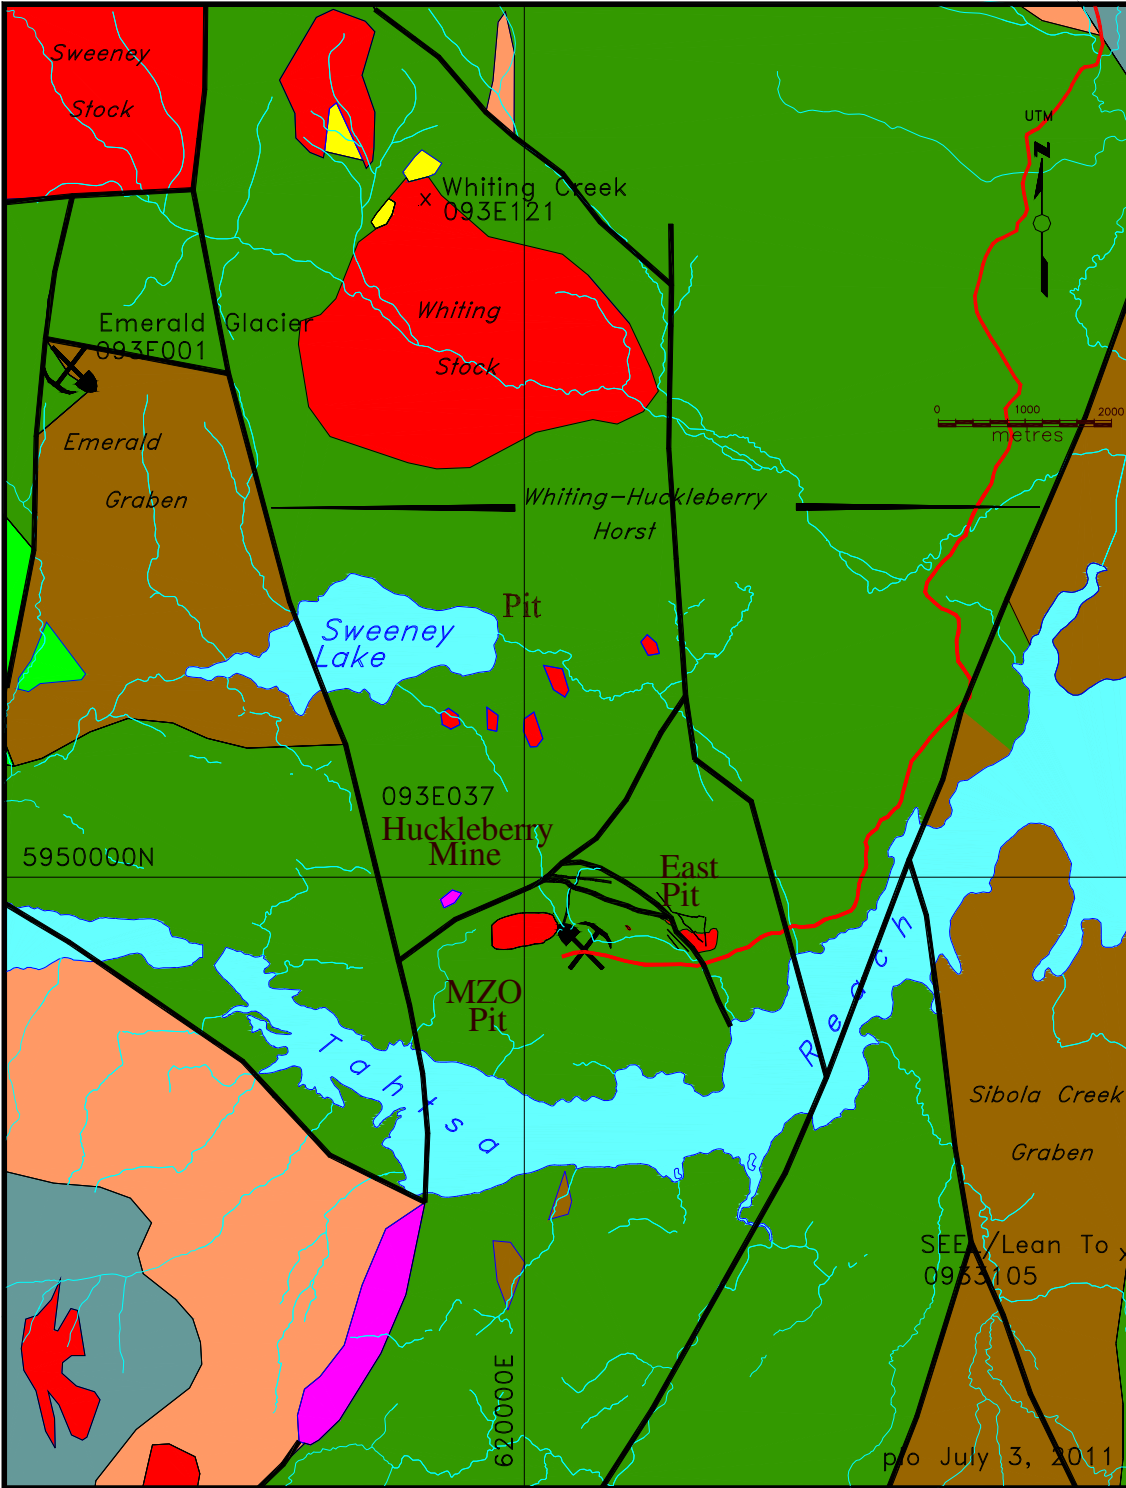 Sweeney
Stock
UTM
N
Whiting Creek
093E121
Whiting
Stock
Emerald Glacier
093E001
0 1000 2000
metres
Emerald
Graben
Whiting-Huckleberry
Horst
Pit
Sweeney
Lake
093E037
Huckleberry
Mine
5950000N
East
Pit
MZO
Pit
Tahtsa
Reach
Sibola Creek
Graben
SEEL/Lean To x
0933105
620000E
plo July 3, 2011